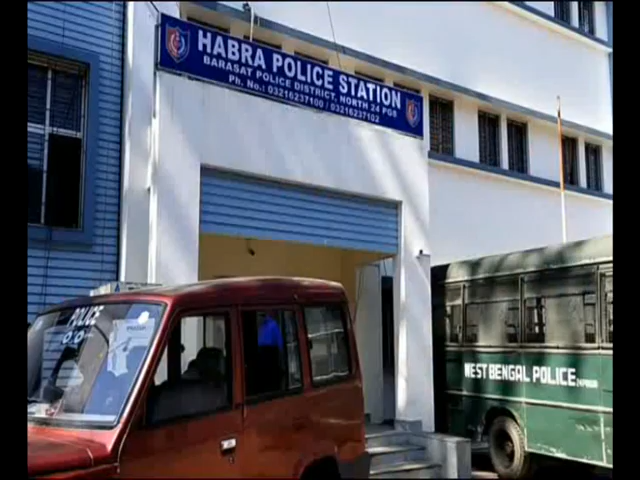 HABRA POLICE STATION
BARASAT POLICE DISTRICT, NORTH 24 PGS
Ph. No.: 03216237100 / 03216237102
POLICE
WEST BENGAL POLICE